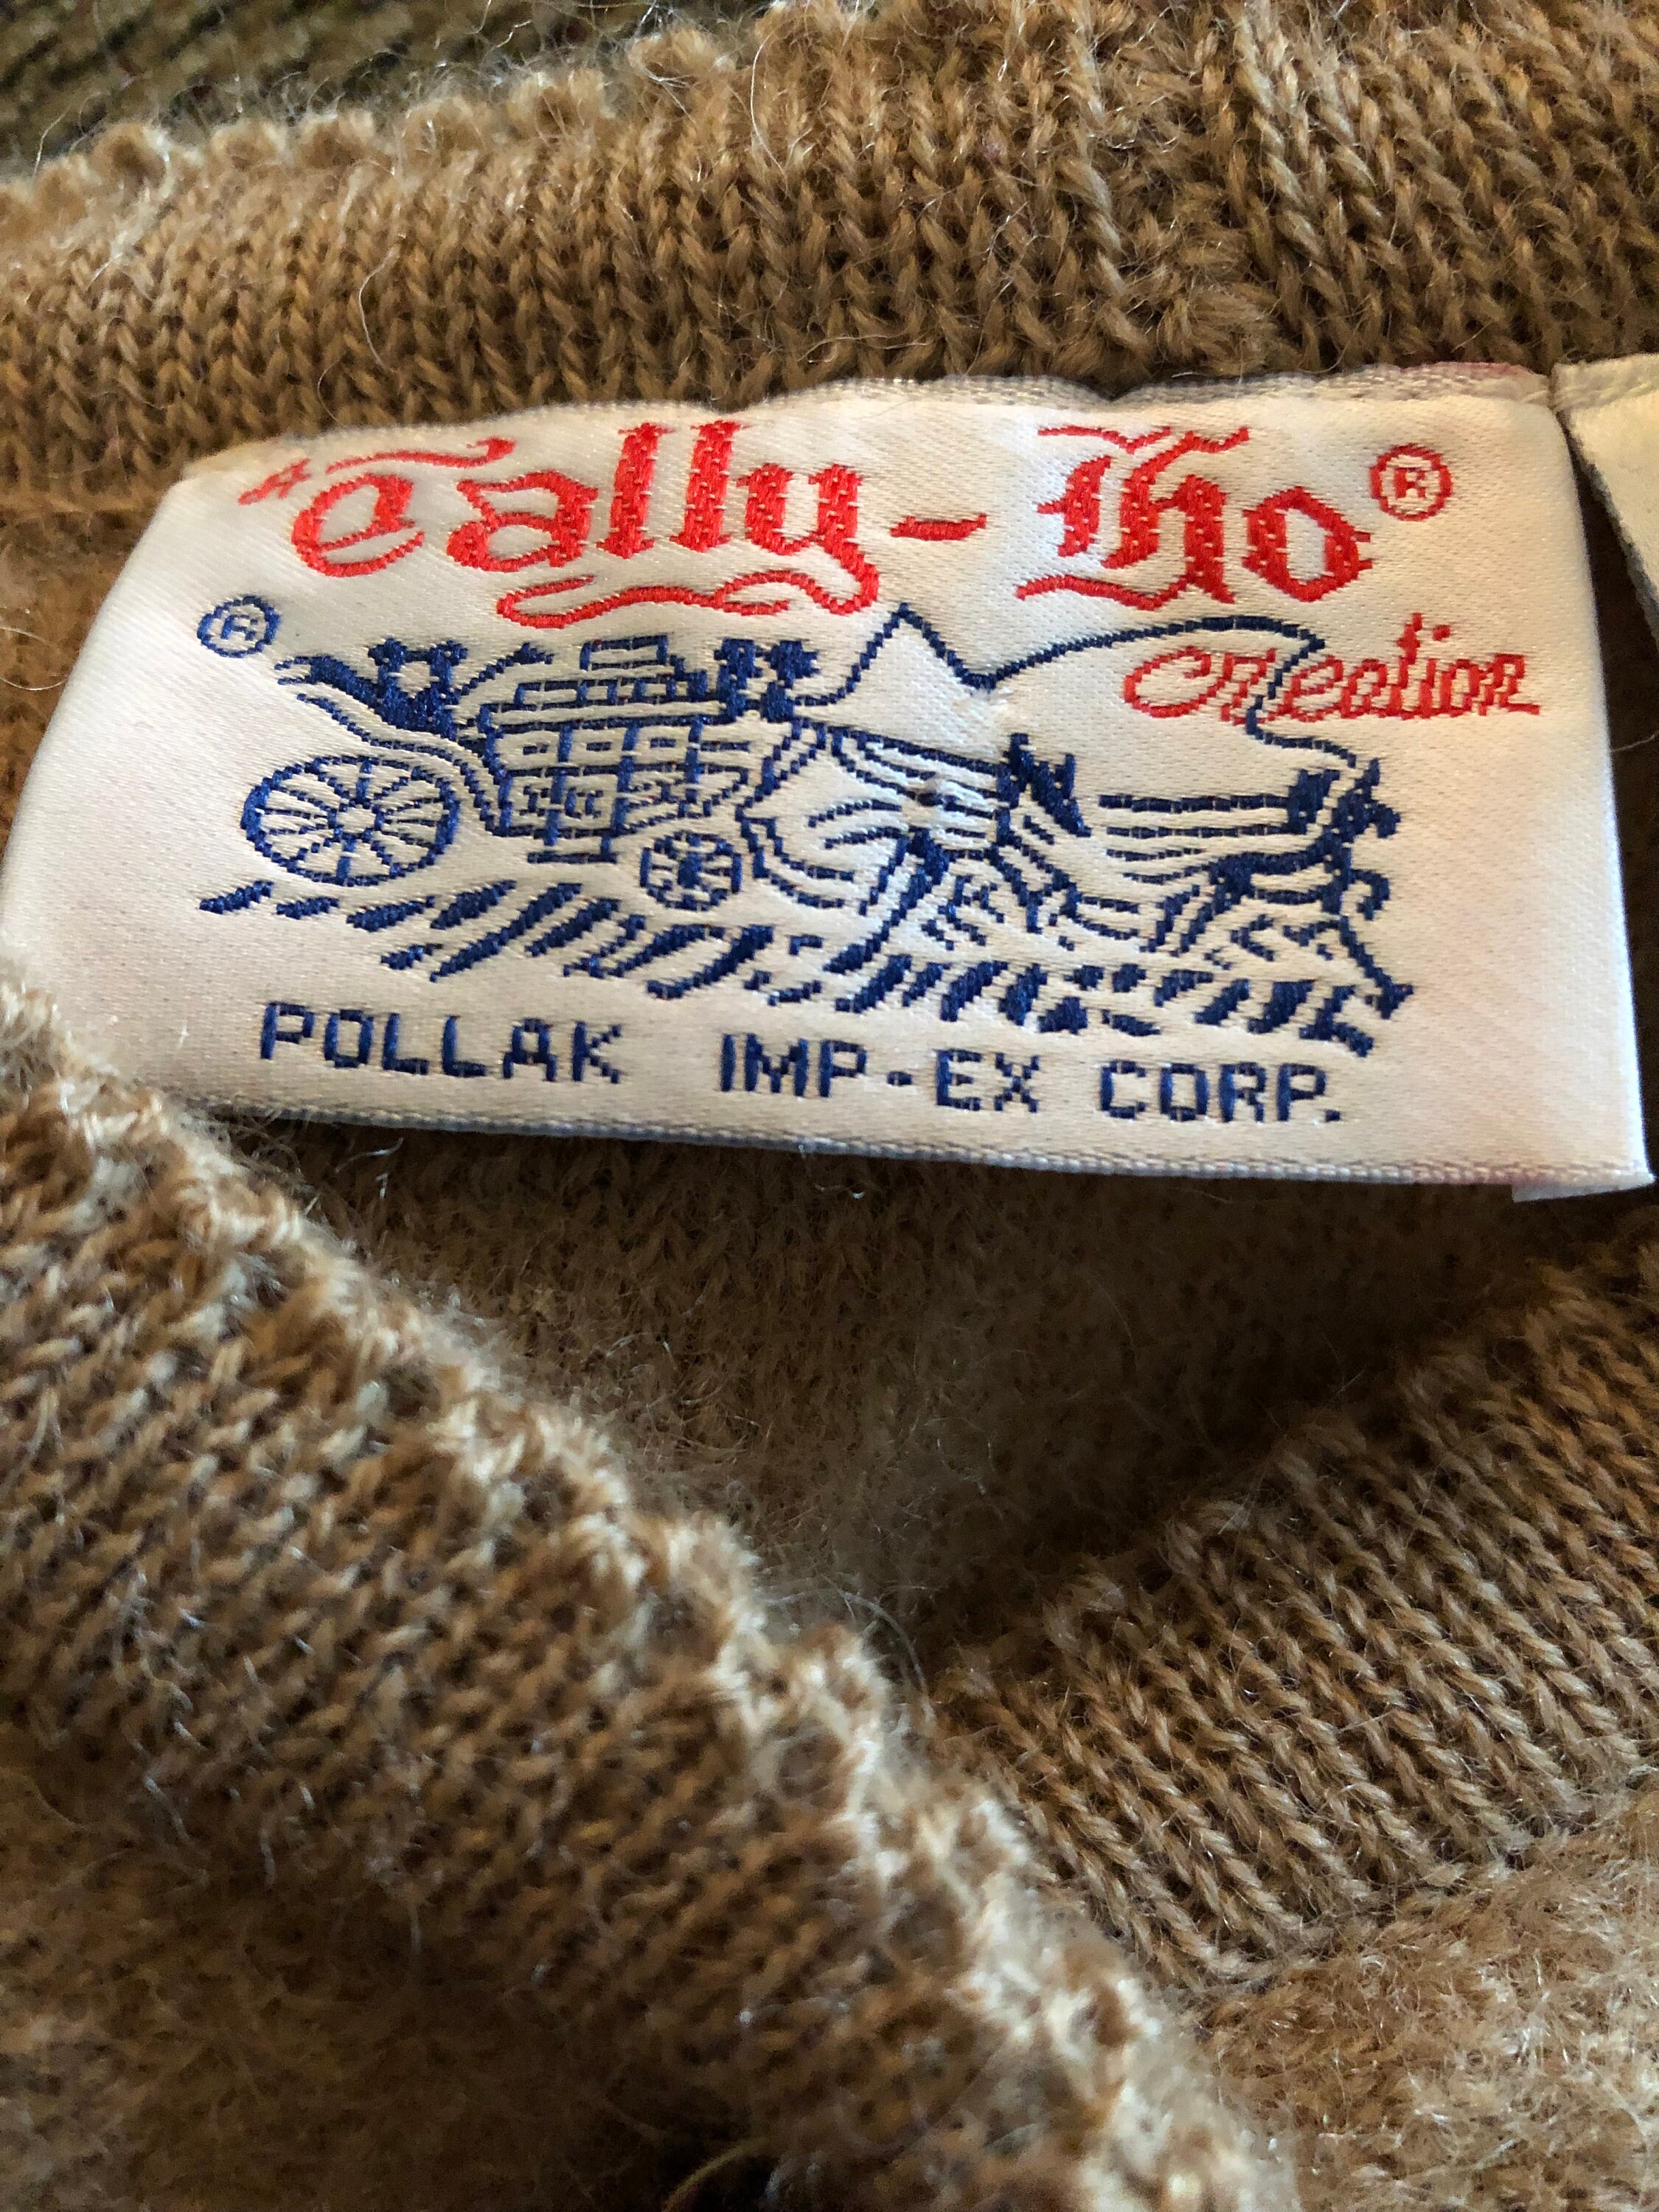 "Tally-Ho®
creation
®
POLLAK IMP-EX CORP.